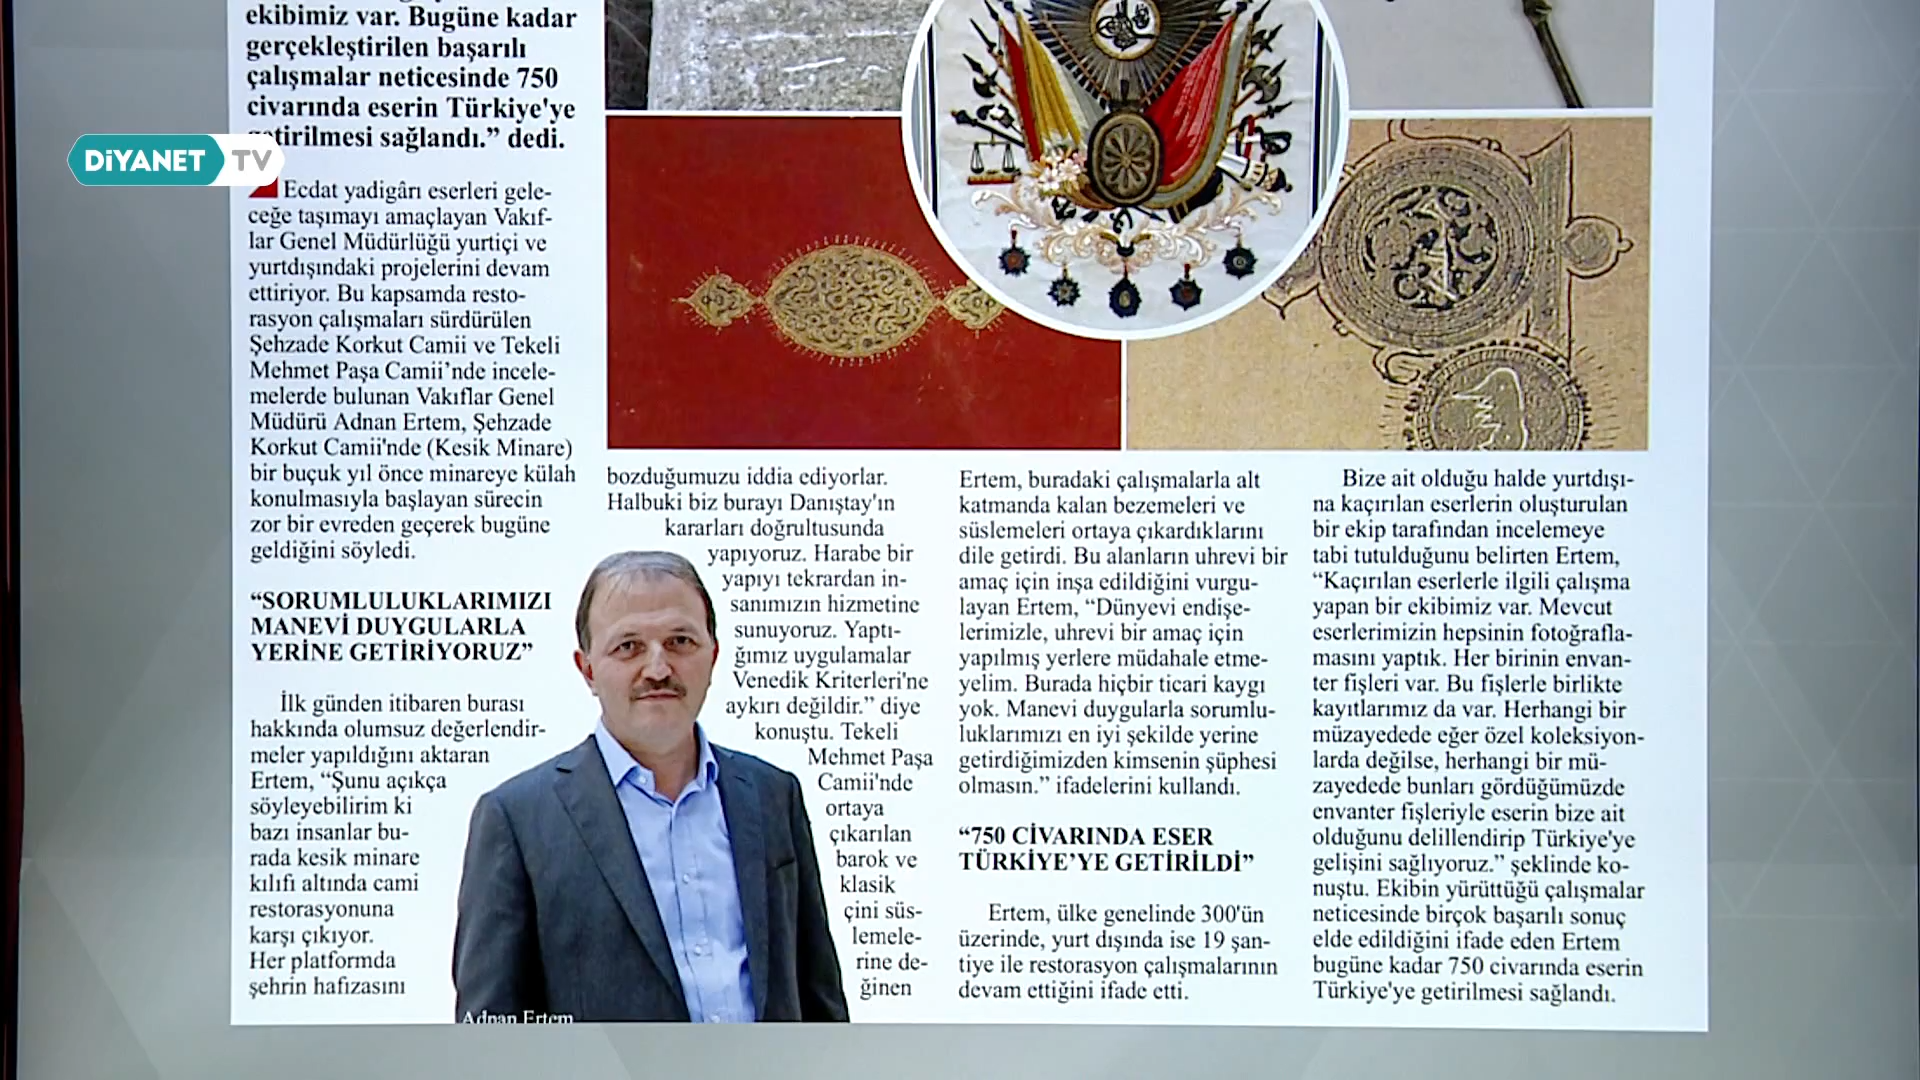 ekibimiz var. Bugüne kadar
gerçekleştirilen başarılı
çalışmalar neticesinde 750
civarında eserin Türkiye'ye
getirilmesi sağlandı.” dedi.
DİYANET TV
Ecdat yadigârı eserleri gele-
ceğe taşımayı amaçlayan Vakıf-
lar Genel Müdürlüğü yurtiçi ve
yurtdışındaki projelerini devam
ettiriyor. Bu kapsamda resto-
rasyon çalışmaları sürdürülen
Şehzade Korkut Camii ve Tekeli
Mehmet Paşa Camii’nde incele-
melerde bulunan Vakıflar Genel
Müdürü Adnan Ertem, Şehzade
Korkut Camii'nde (Kesik Minare)
bir buçuk yıl önce minareye külah
konulmasıyla başlayan sürecin
zor bir evreden geçerek bugüne
geldiğini söyledi.
“SORUMLULUKLARIMIZI
MANEVİ DUYGULARLA
YERİNE GETİRİYORUZ”
İlk günden itibaren burası
hakkında olumsuz değerlendir-
meler yapıldığını aktaran
Ertem, “Şunu açıkça
söyleyebilirim ki
bazı insanlar bu-
rada kesik minare
kılıfı altında cami
restorasyonuna
karşı çıkıyor.
Her platformda
şehrin hafızasını
Adnan Ertem
bozduğumuzu iddia ediyorlar.
Halbuki biz burayı Danıştay'ın
kararları doğrultusunda
yapıyoruz. Harabe bir
yapıyı tekrardan in-
sanımızın hizmetine
sunuyoruz. Yaptı-
ğımız uygulamalar
Venedik Kriterleri'ne
aykırı değildir.” diye
konuştu. Tekeli
Mehmet Paşa
Camii'nde
ortaya
çıkarılan
barok ve
klasik
çini süs-
lemele-
rine de-
ğinen
Ertem, buradaki çalışmalarla alt
katmanda kalan bezemeleri ve
süslemeleri ortaya çıkardıklarını
dile getirdi. Bu alanların uhrevi bir
amaç için inşa edildiğini vurgu-
layan Ertem, “Dünyevi endişe-
lerimizle, uhrevi bir amaç için
yapılmış yerlere müdahale etme-
yelim. Burada hiçbir ticari kaygı
yok. Manevi duygularla sorumlu-
luklarımızı en iyi şekilde yerine
getirdiğimizden kimsenin şüphesi
olmasın.” ifadelerini kullandı.
“750 CİVARINDA ESER
TÜRKİYE’YE GETİRİLDİ”
Ertem, ülke genelinde 300'ün
üzerinde, yurt dışında ise 19 şan-
tiye ile restorasyon çalışmalarının
devam ettiğini ifade etti.
Bize ait olduğu halde yurtdışı-
na kaçırılan eserlerin oluşturulan
bir ekip tarafından incelemeye
tabi tutulduğunu belirten Ertem,
“Kaçırılan eserlerle ilgili çalışma
yapan bir ekibimiz var. Mevcut
eserlerimizin hepsinin fotoğrafla-
masını yaptık. Her birinin envan-
ter fişleri var. Bu fişlerle birlikte
kayıtlarımız da var. Herhangi bir
müzayedede eğer özel koleksiyon-
larda değilse, herhangi bir mü-
zayedede bunları gördüğümüzde
envanter fişleriyle eserin bize ait
olduğunu delillendirip Türkiye'ye
gelişini sağlıyoruz.” şeklinde ko-
nuştu. Ekibin yürüttüğü çalışmalar
neticesinde birçok başarılı sonuç
elde edildiğini ifade eden Ertem
bugüne kadar 750 civarında eserin
Türkiye'ye getirilmesi sağlandı.